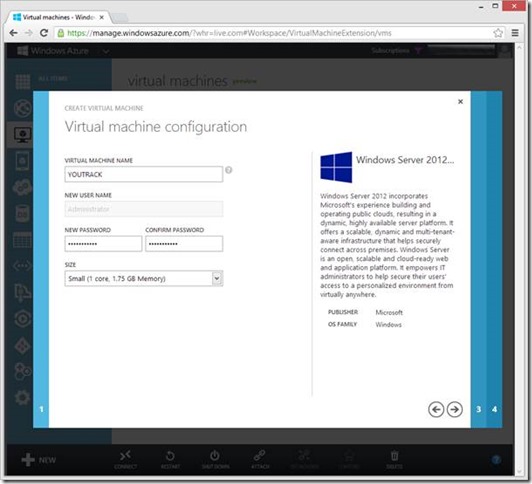 Virtual machines - Windo
https://manage.windowsazure.com/?whr=live.com#Workspace/VirtualMachineExtension/vms
Windows Azure
Subscriptions
ALL ITEMS
virtual machines preview
CREATE VIRTUAL MACHINE
Virtual machine configuration
VIRTUAL MACHINE NAME
YOUTRACK
NEW USER NAME
Administrator
NEW PASSWORD CONFIRM PASSWORD
SIZE
Small (1 core, 1.75 GB Memory)
Windows Server 2012...
Windows Server 2012 incorporates
Microsoft's experience building and
operating public clouds, resulting in a
dynamic, highly available server platform. It
offers a scalable, dynamic and multi-tenant-
aware infrastructure that helps securely
connect across premises. Windows Server
is an open, scalable and cloud-ready web
and application platform. It empowers IT
administrators to help secure their users'
access to a personalized environment from
virtually anywhere.
PUBLISHER Microsoft
OS FAMILY Windows
1
3 4
NEW
CONNECT RESTART SHUT DOWN ATTACH CAPTURE DELETE